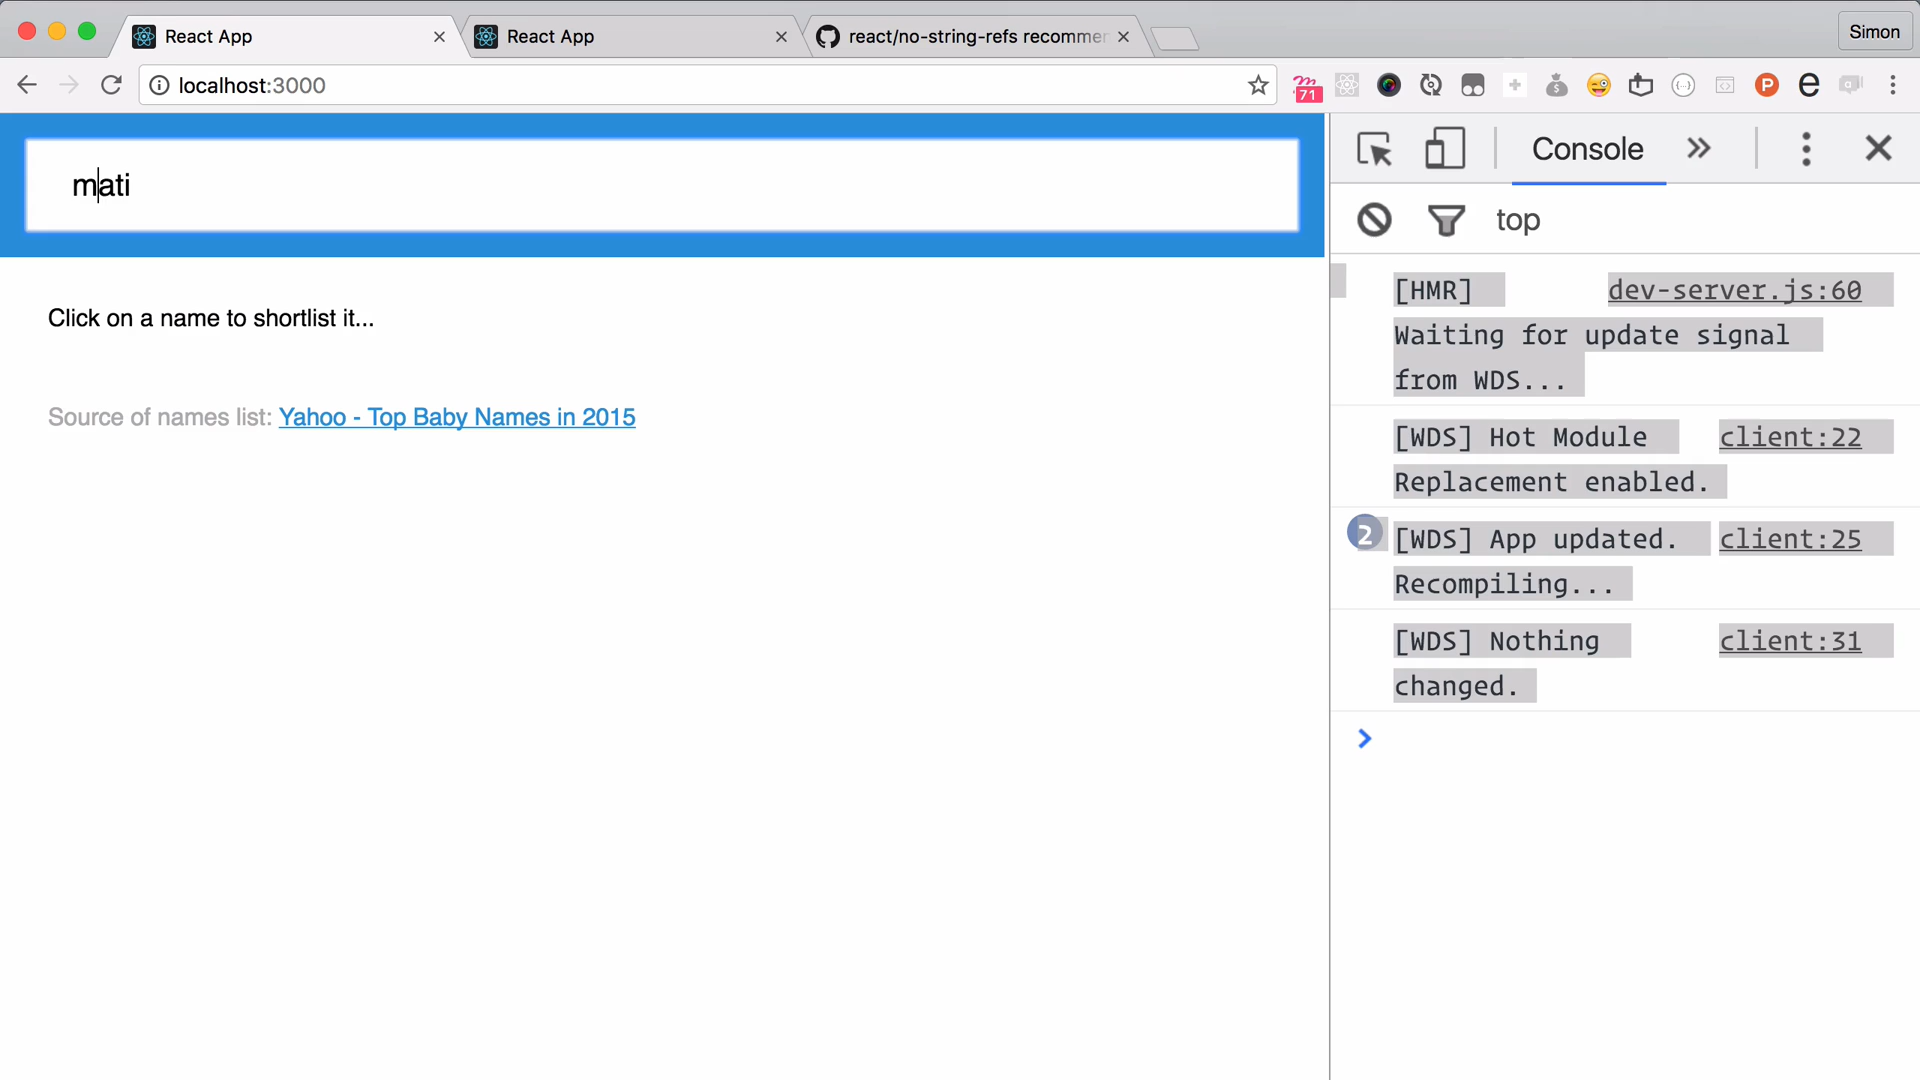 React App
React App
react/no-string-refs recommen
Simon
localhost:3000
71
mati
Click on a name to shortlist it...
Source of names list: Yahoo - Top Baby Names in 2015
Console
top
[HMR] dev-server.js:60
Waiting for update signal
from WDS...
[WDS] Hot Module client:22
Replacement enabled.
2 [WDS] App updated. client:25
Recompiling...
[WDS] Nothing client:31
changed.